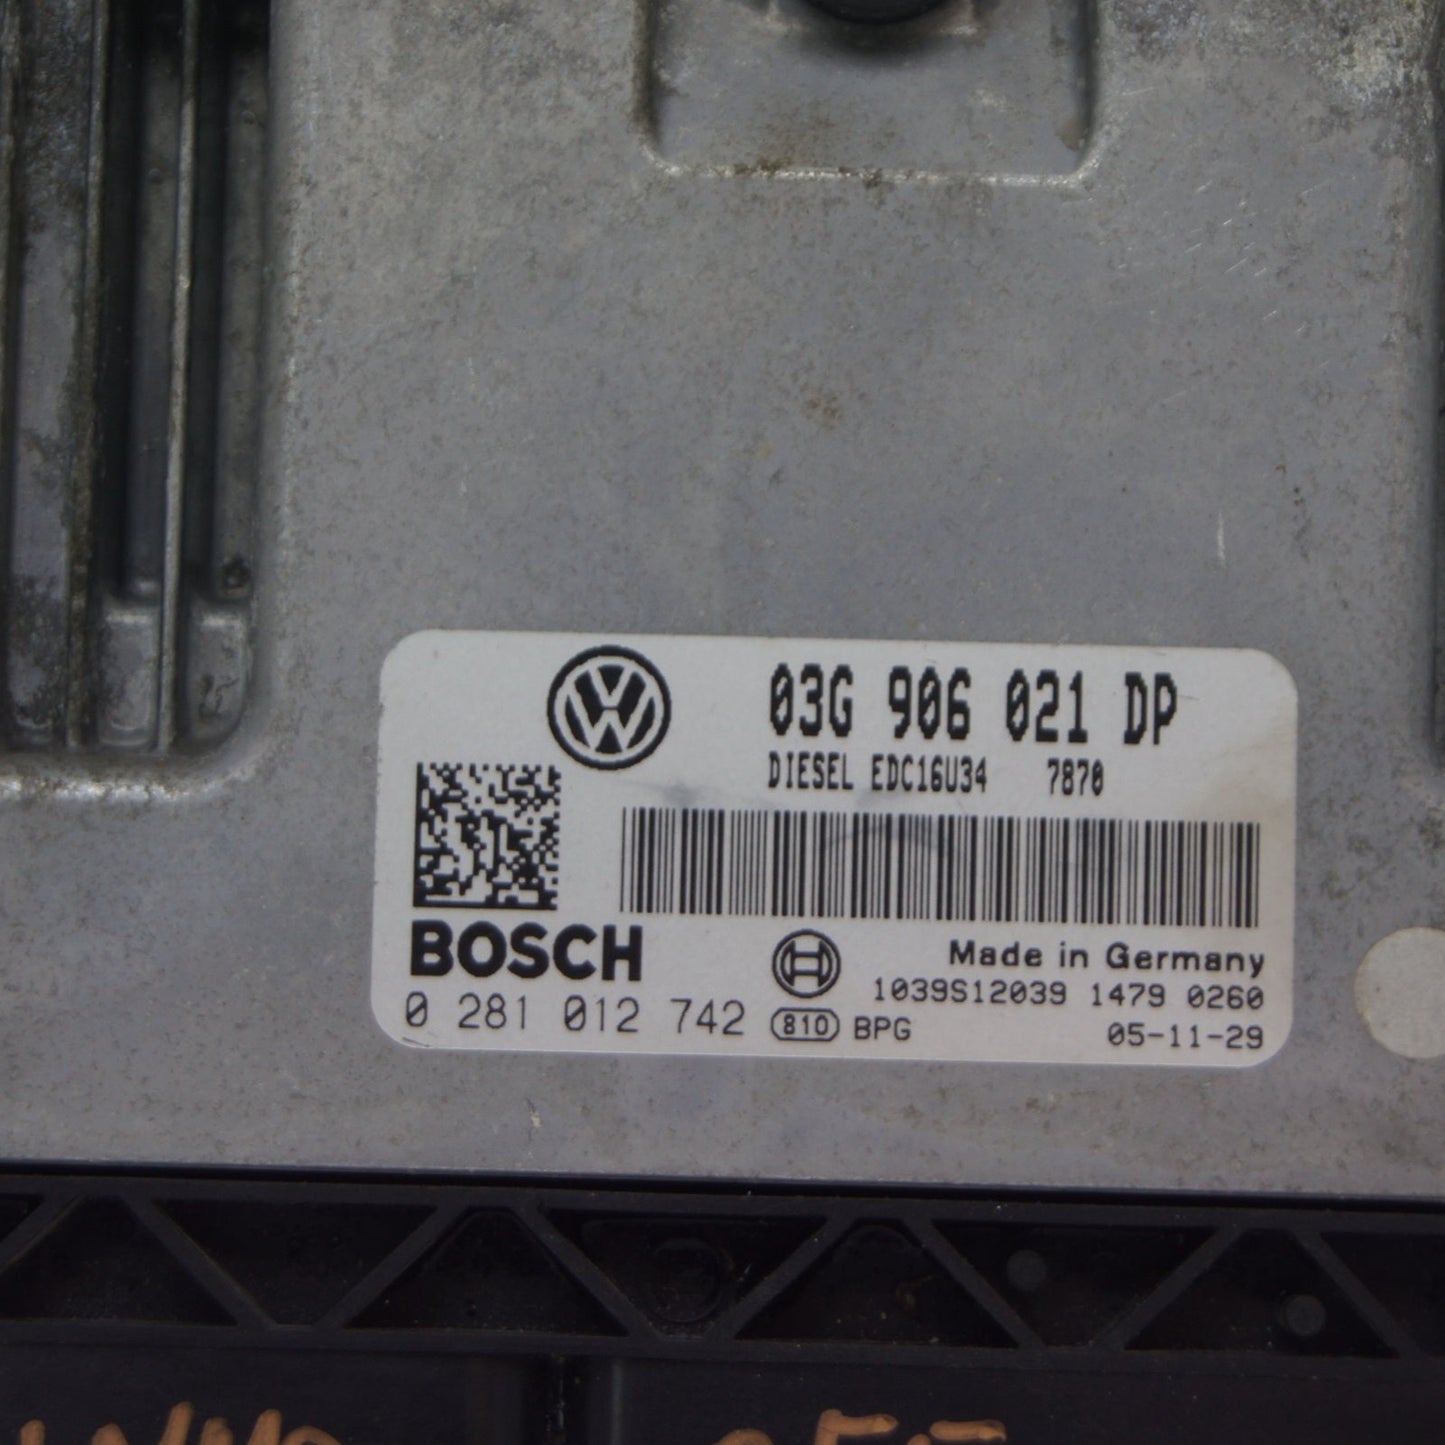 03G 906 021 DP
DIESEL EDC16U34 7870
BOSCH
Made in Germany
1039S12039 1479 0260
0 281 012 742 810 BPG 05-11-29